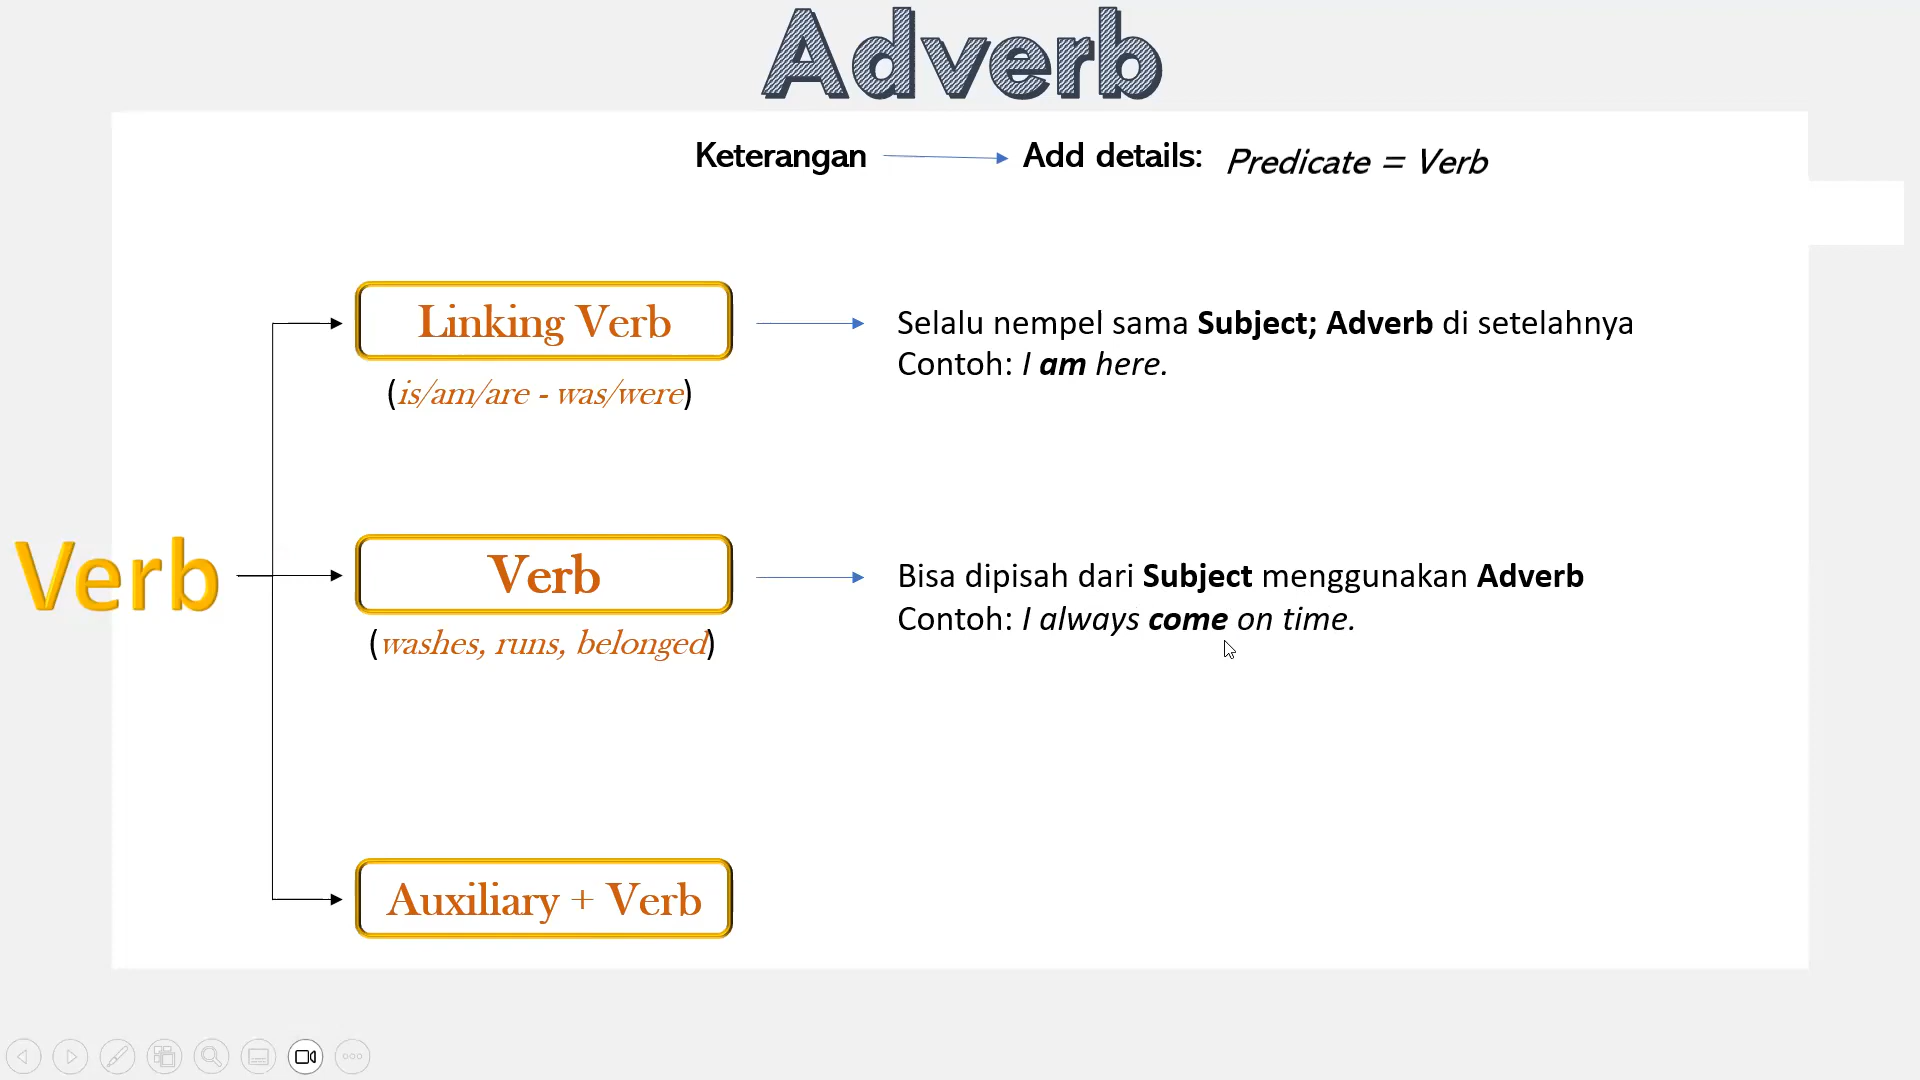 Adverb
Keterangan
Add details:
Predicate = Verb
Linking Verb
Selalu nempel sama Subject; Adverb di setelahnya
Contoh: I am here.
(is/am/are - was/were)
Verb
Verb
Bisa dipisah dari Subject menggunakan Adverb
Contoh: I always come on time.
(washes, runs, belonged)
Auxiliary + Verb